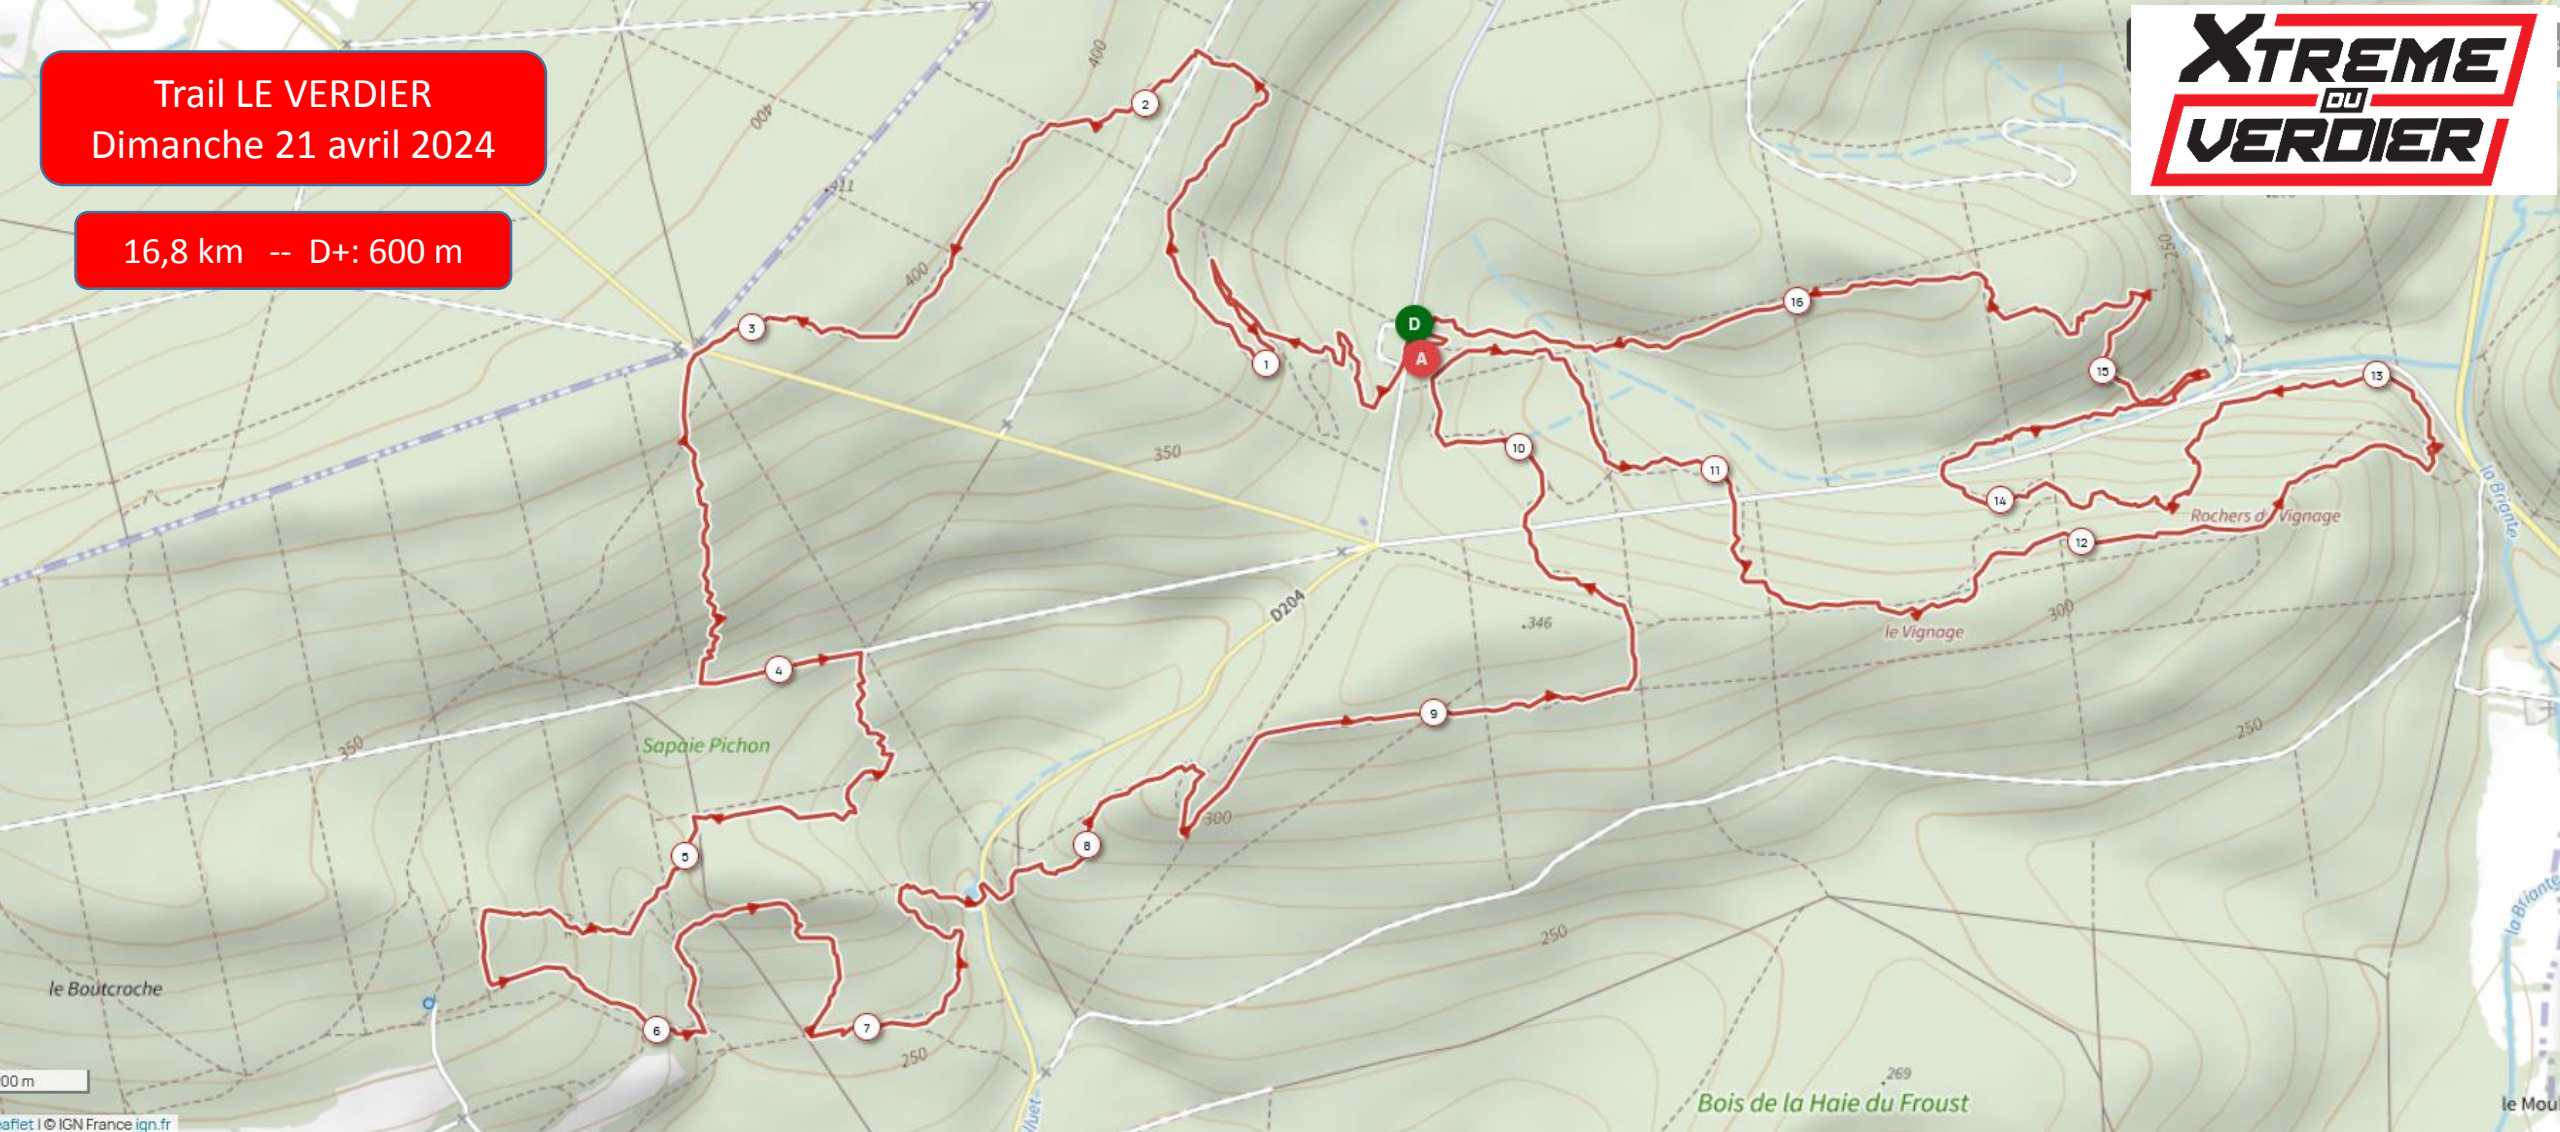 Trail LE VERDIER
Dimanche 21 avril 2024
16,8 km -- D+: 600 m
XTREME
DU
VERDIER
400
400
411
400
250
2
3
16
D
A
1
15
13
350
10
11
14
Rochers du Vignage
la Briante
12
D204
346
300
le Vignage
4
350
Sapaie Pichon
9
250
300
8
5
la Briante
250
le Boutcroche
6
7
250
269
Bois de la Haie du Froust
le Mou
00 m
eaflet | © IGN France ign.fr